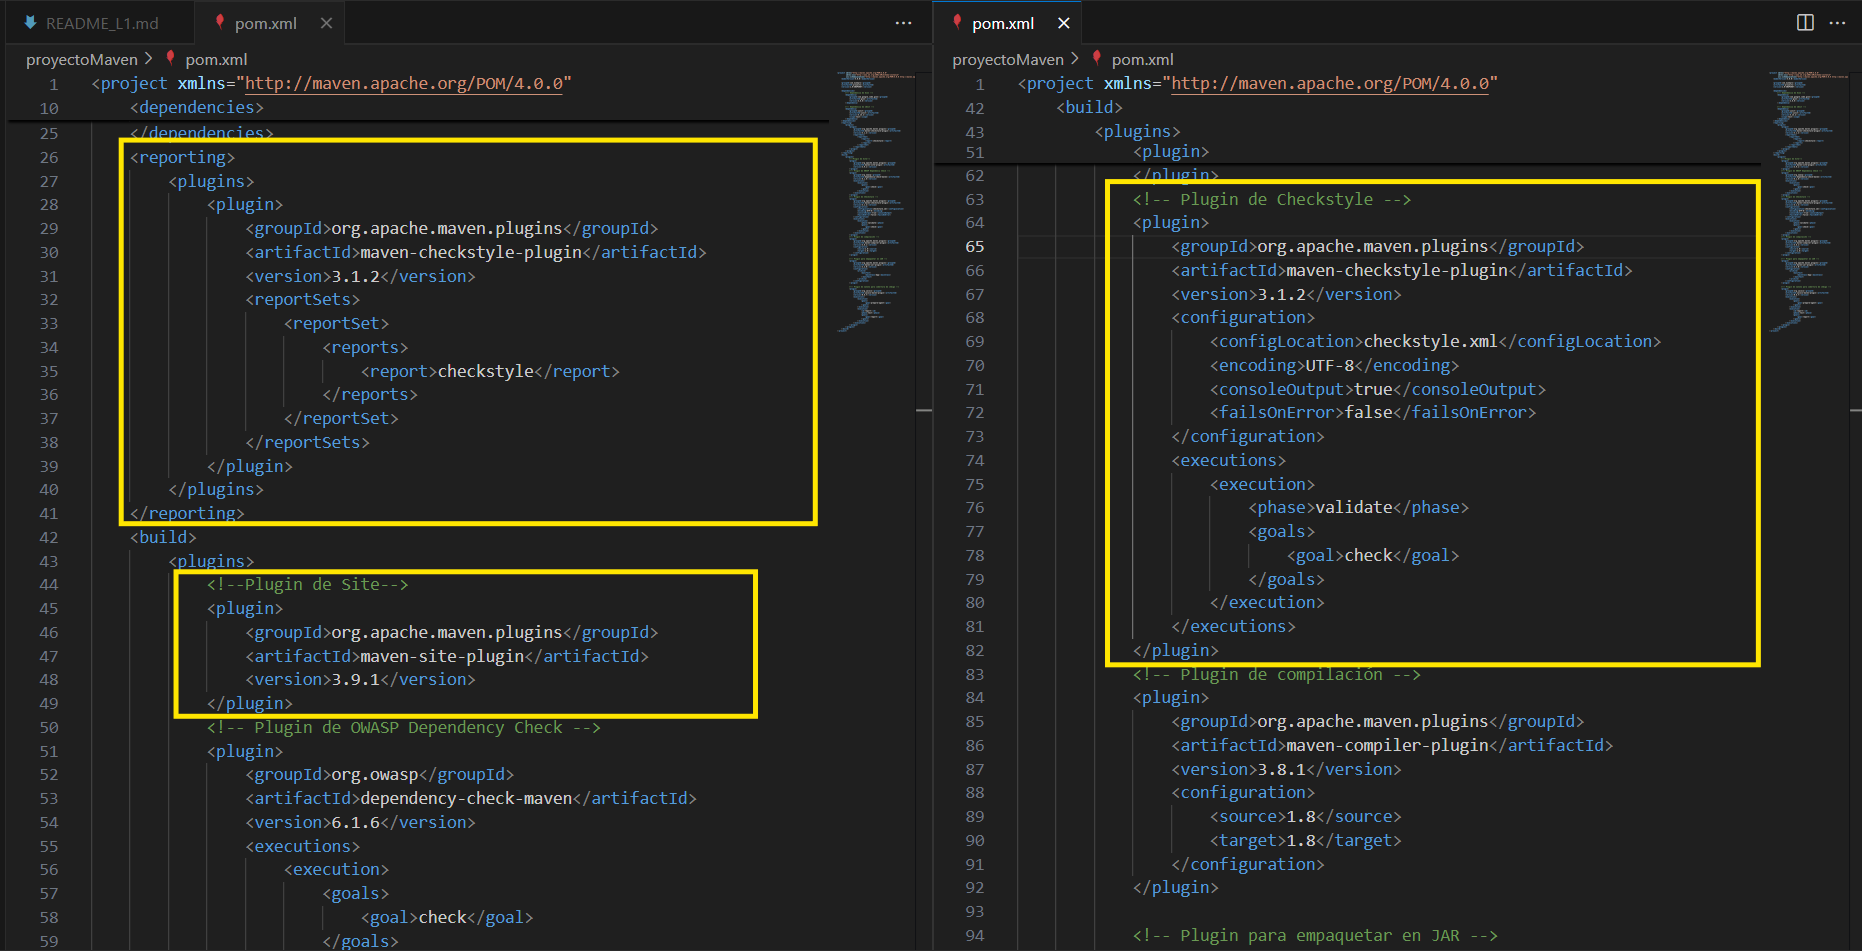 README_L1.md
pom.xml
proyectoMaven > pom.xml
1 <project xmlns="http://maven.apache.org/POM/4.0.0"
10 <dependencies>
25 </dependencies>
26 <reporting>
27 <plugins>
28 <plugin>
29 <groupId>org.apache.maven.plugins</groupId>
30 <artifactId>maven-checkstyle-plugin</artifactId>
31 <version>3.1.2</version>
32 <reportSets>
33 <reportSet>
34 <reports>
35 <report>checkstyle</report>
36 </reports>
37 </reportSet>
38 </reportSets>
39 </plugin>
40 </plugins>
41 </reporting>
42 <build>
43 <plugins>
44 <!--Plugin de Site-->
45 <plugin>
46 <groupId>org.apache.maven.plugins</groupId>
47 <artifactId>maven-site-plugin</artifactId>
48 <version>3.9.1</version>
49 </plugin>
50 <!-- Plugin de OWASP Dependency Check -->
51 <plugin>
52 <groupId>org.owasp</groupId>
53 <artifactId>dependency-check-maven</artifactId>
54 <version>6.1.6</version>
55 <executions>
56 <execution>
57 <goals>
58 <goal>check</goal>
59 </goals>
pom.xml
proyectoMaven > pom.xml
1 <project xmlns="http://maven.apache.org/POM/4.0.0"
42 <build>
43 <plugins>
51 <plugin>
62 </plugin>
63 <!-- Plugin de Checkstyle -->
64 <plugin>
65 <groupId>org.apache.maven.plugins</groupId>
66 <artifactId>maven-checkstyle-plugin</artifactId>
67 <version>3.1.2</version>
68 <configuration>
69 <configLocation>checkstyle.xml</configLocation>
70 <encoding>UTF-8</encoding>
71 <consoleOutput>true</consoleOutput>
72 <failsOnError>false</failsOnError>
73 </configuration>
74 <executions>
75 <execution>
76 <phase>validate</phase>
77 <goals>
78 <goal>check</goal>
79 </goals>
80 </execution>
81 </executions>
82 </plugin>
83 <!-- Plugin de compilación -->
84 <plugin>
85 <groupId>org.apache.maven.plugins</groupId>
86 <artifactId>maven-compiler-plugin</artifactId>
87 <version>3.8.1</version>
88 <configuration>
89 <source>1.8</source>
90 <target>1.8</target>
91 </configuration>
92 </plugin>
93
94 <!-- Plugin para empaquetar en JAR -->